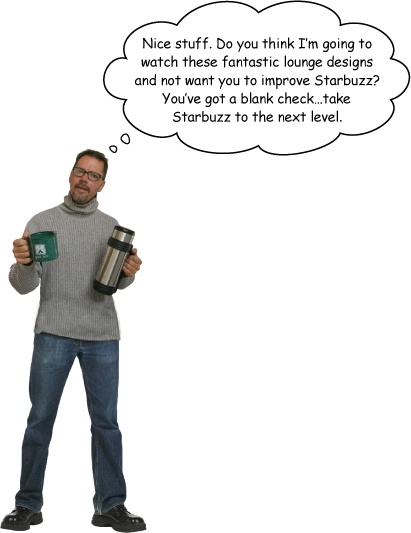 Nice stuff. Do you think I'm going to
watch these fantastic lounge designs
and not want you to improve Starbuzz?
You've got a blank check...take
Starbuzz to the next level.